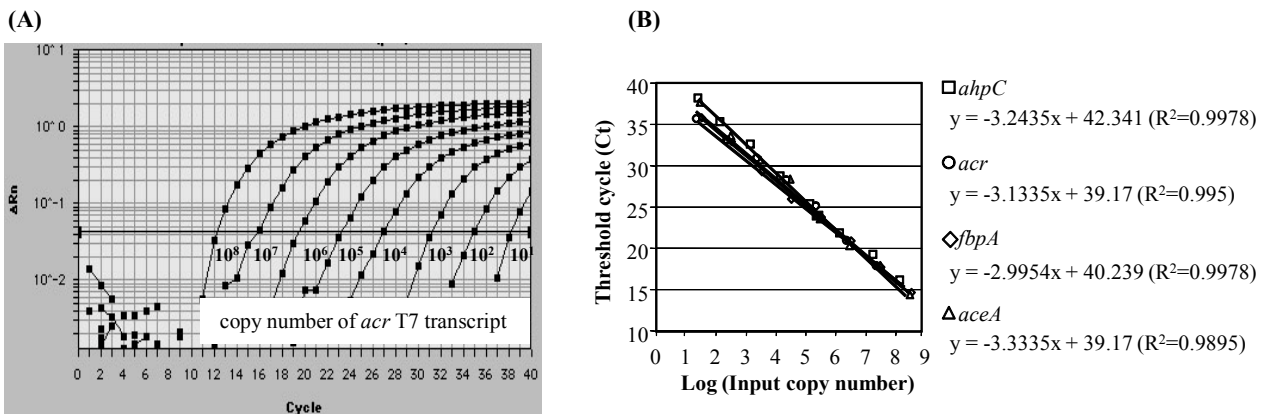 (A)
10^1
10^0
10^-1
10^-2
ΔRn
10⁸
10⁷
10⁶
10⁵
10⁴
10³
10²
10¹
copy number of acr T7 transcript
0 2 4 6 8 10 12 14 16 18 20 22 24 26 28 30 32 34 36 38 40
Cycle
(B)
40
35
30
25
20
15
10
Threshold cycle (Ct)
0 1 2 3 4 5 6 7 8 9
Log (Input copy number)
ahpC
y = -3.2435x + 42.341 (R²=0.9978)
acr
y = -3.1335x + 39.17 (R²=0.995)
fbpA
y = -2.9954x + 40.239 (R²=0.9978)
aceA
y = -3.3335x + 39.17 (R²=0.9895)